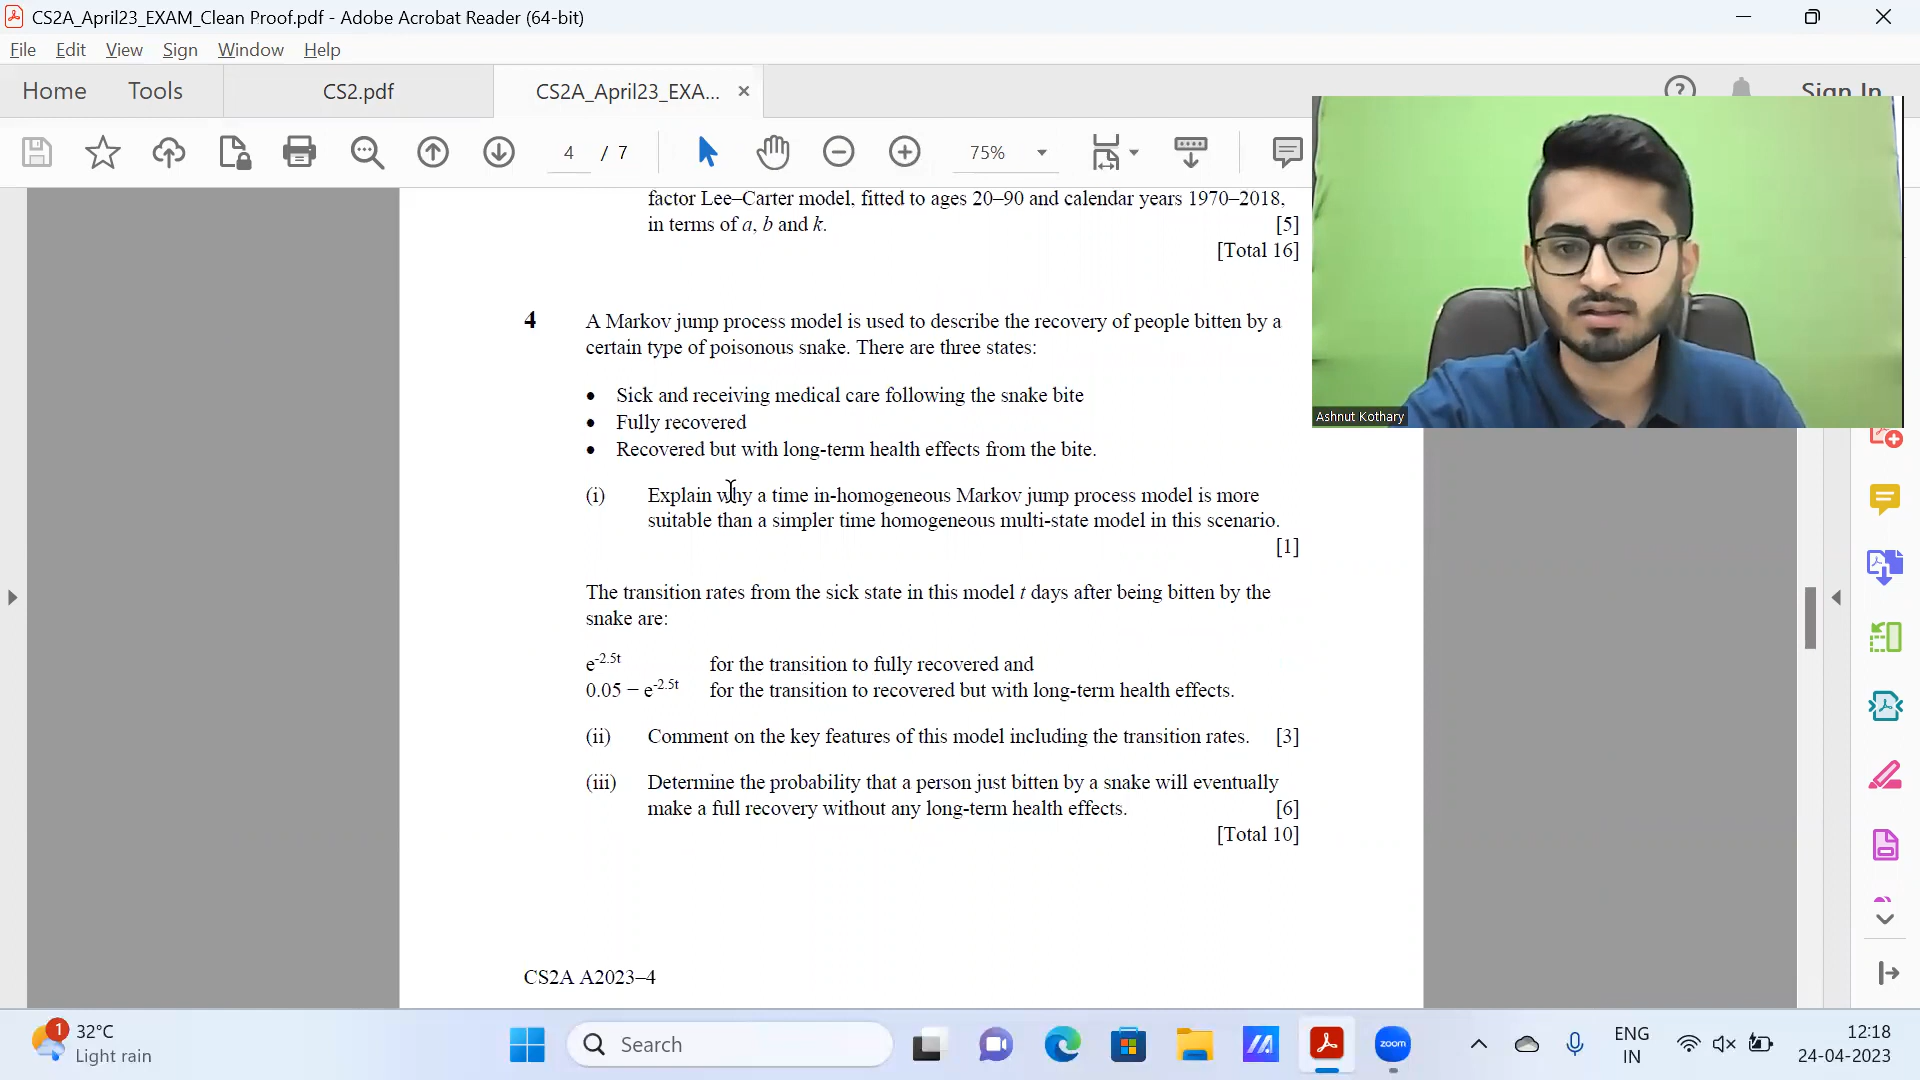 CS2A_April23_EXAM_Clean Proof.pdf - Adobe Acrobat Reader (64-bit)
File Edit View Sign Window Help
Home Tools CS2.pdf CS2A_April23_EXA... × Sign In
4 / 7 75%
factor Lee–Carter model, fitted to ages 20–90 and calendar years 1970–2018,
in terms of a, b and k. [5]
[Total 16]
Ashnut Kothary
4 A Markov jump process model is used to describe the recovery of people bitten by a
certain type of poisonous snake. There are three states:
• Sick and receiving medical care following the snake bite
• Fully recovered
• Recovered but with long-term health effects from the bite.
(i) Explain why a time in-homogeneous Markov jump process model is more
suitable than a simpler time homogeneous multi-state model in this scenario.
[1]
The transition rates from the sick state in this model t days after being bitten by the
snake are:
e-2.5t for the transition to fully recovered and
0.05 − e-2.5t for the transition to recovered but with long-term health effects.
(ii) Comment on the key features of this model including the transition rates. [3]
(iii) Determine the probability that a person just bitten by a snake will eventually
make a full recovery without any long-term health effects. [6]
[Total 10]
CS2A A2023–4
1 32°C
Light rain
Search
zoom
ENG
IN
12:18
24-04-2023